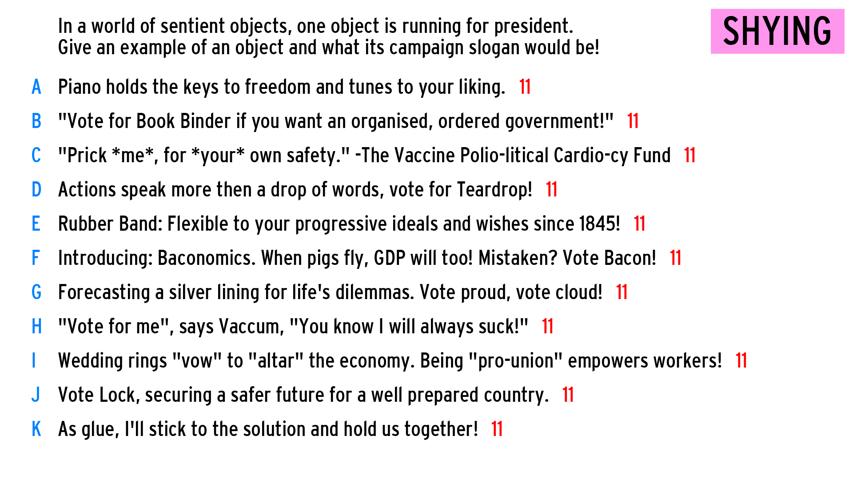 In a world of sentient objects, one object is running for president.
Give an example of an object and what its campaign slogan would be!
SHYING
A Piano holds the keys to freedom and tunes to your liking. 11
B "Vote for Book Binder if you want an organised, ordered government!" 11
C "Prick *me*, for *your* own safety." -The Vaccine Polio-litical Cardio-cy Fund 11
D Actions speak more then a drop of words, vote for Teardrop! 11
E Rubber Band: Flexible to your progressive ideals and wishes since 1845! 11
F Introducing: Baconomics. When pigs fly, GDP will too! Mistaken? Vote Bacon! 11
G Forecasting a silver lining for life's dilemmas. Vote proud, vote cloud! 11
H "Vote for me", says Vaccum, "You know I will always suck!" 11
I Wedding rings "vow" to "altar" the economy. Being "pro-union" empowers workers! 11
J Vote Lock, securing a safer future for a well prepared country. 11
K As glue, I'll stick to the solution and hold us together! 11